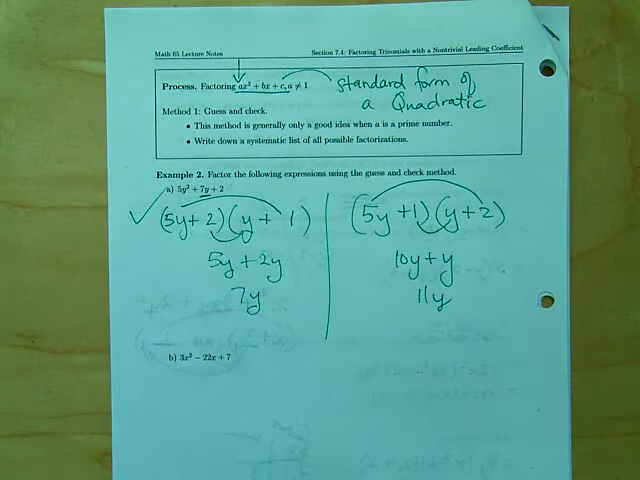 Math 65 Lecture Notes
Section 7.4: Factoring Trinomials with a Nontrivial Leading Coefficient
Process. Factoring ax² + bx + c, a ≠ 1
standard form of
a Quadratic
Method 1: Guess and check.
• This method is generally only a good idea when a is a prime number.
• Write down a systematic list of all possible factorizations.
Example 2. Factor the following expressions using the guess and check method.
a) 5y² + 7y + 2
✓ (5y + 2)(y + 1)
5y + 2y
7y
(5y + 1)(y + 2)
10y + y
11y
b) 3x² − 22x + 7